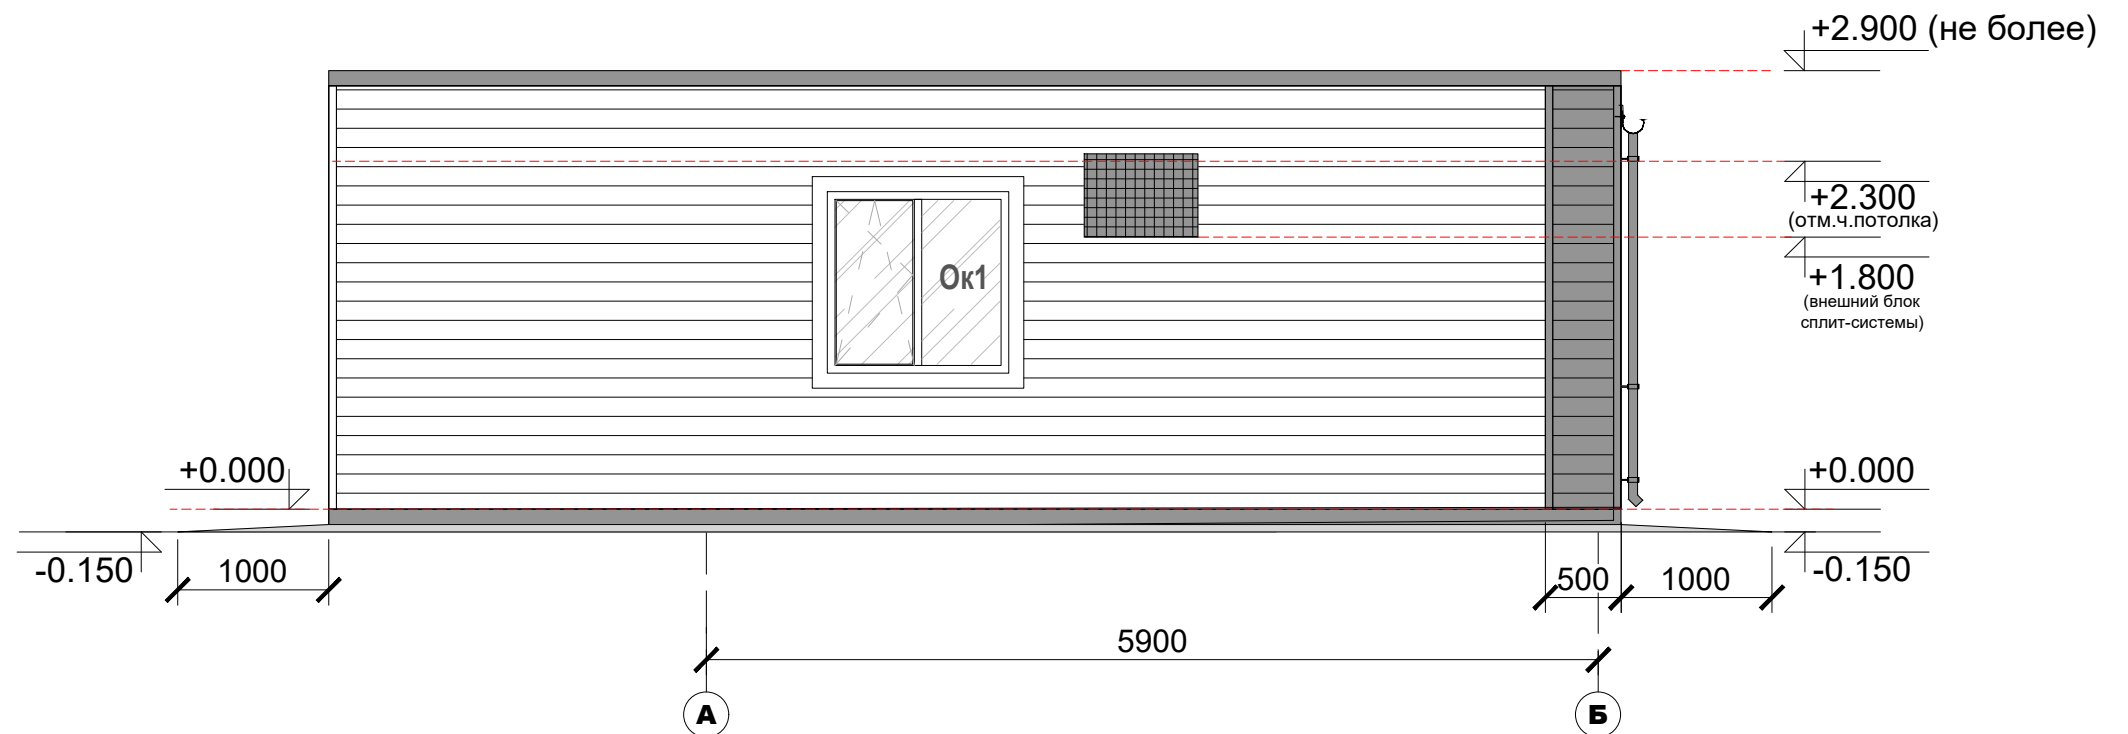 +2.900 (не более)
+2.300
(отм.ч.потолка)
Ок1
+1.800
(внешний блок
сплит-системы)
+0.000
+0.000
-0.150
1000
500
1000
-0.150
5900
А
Б